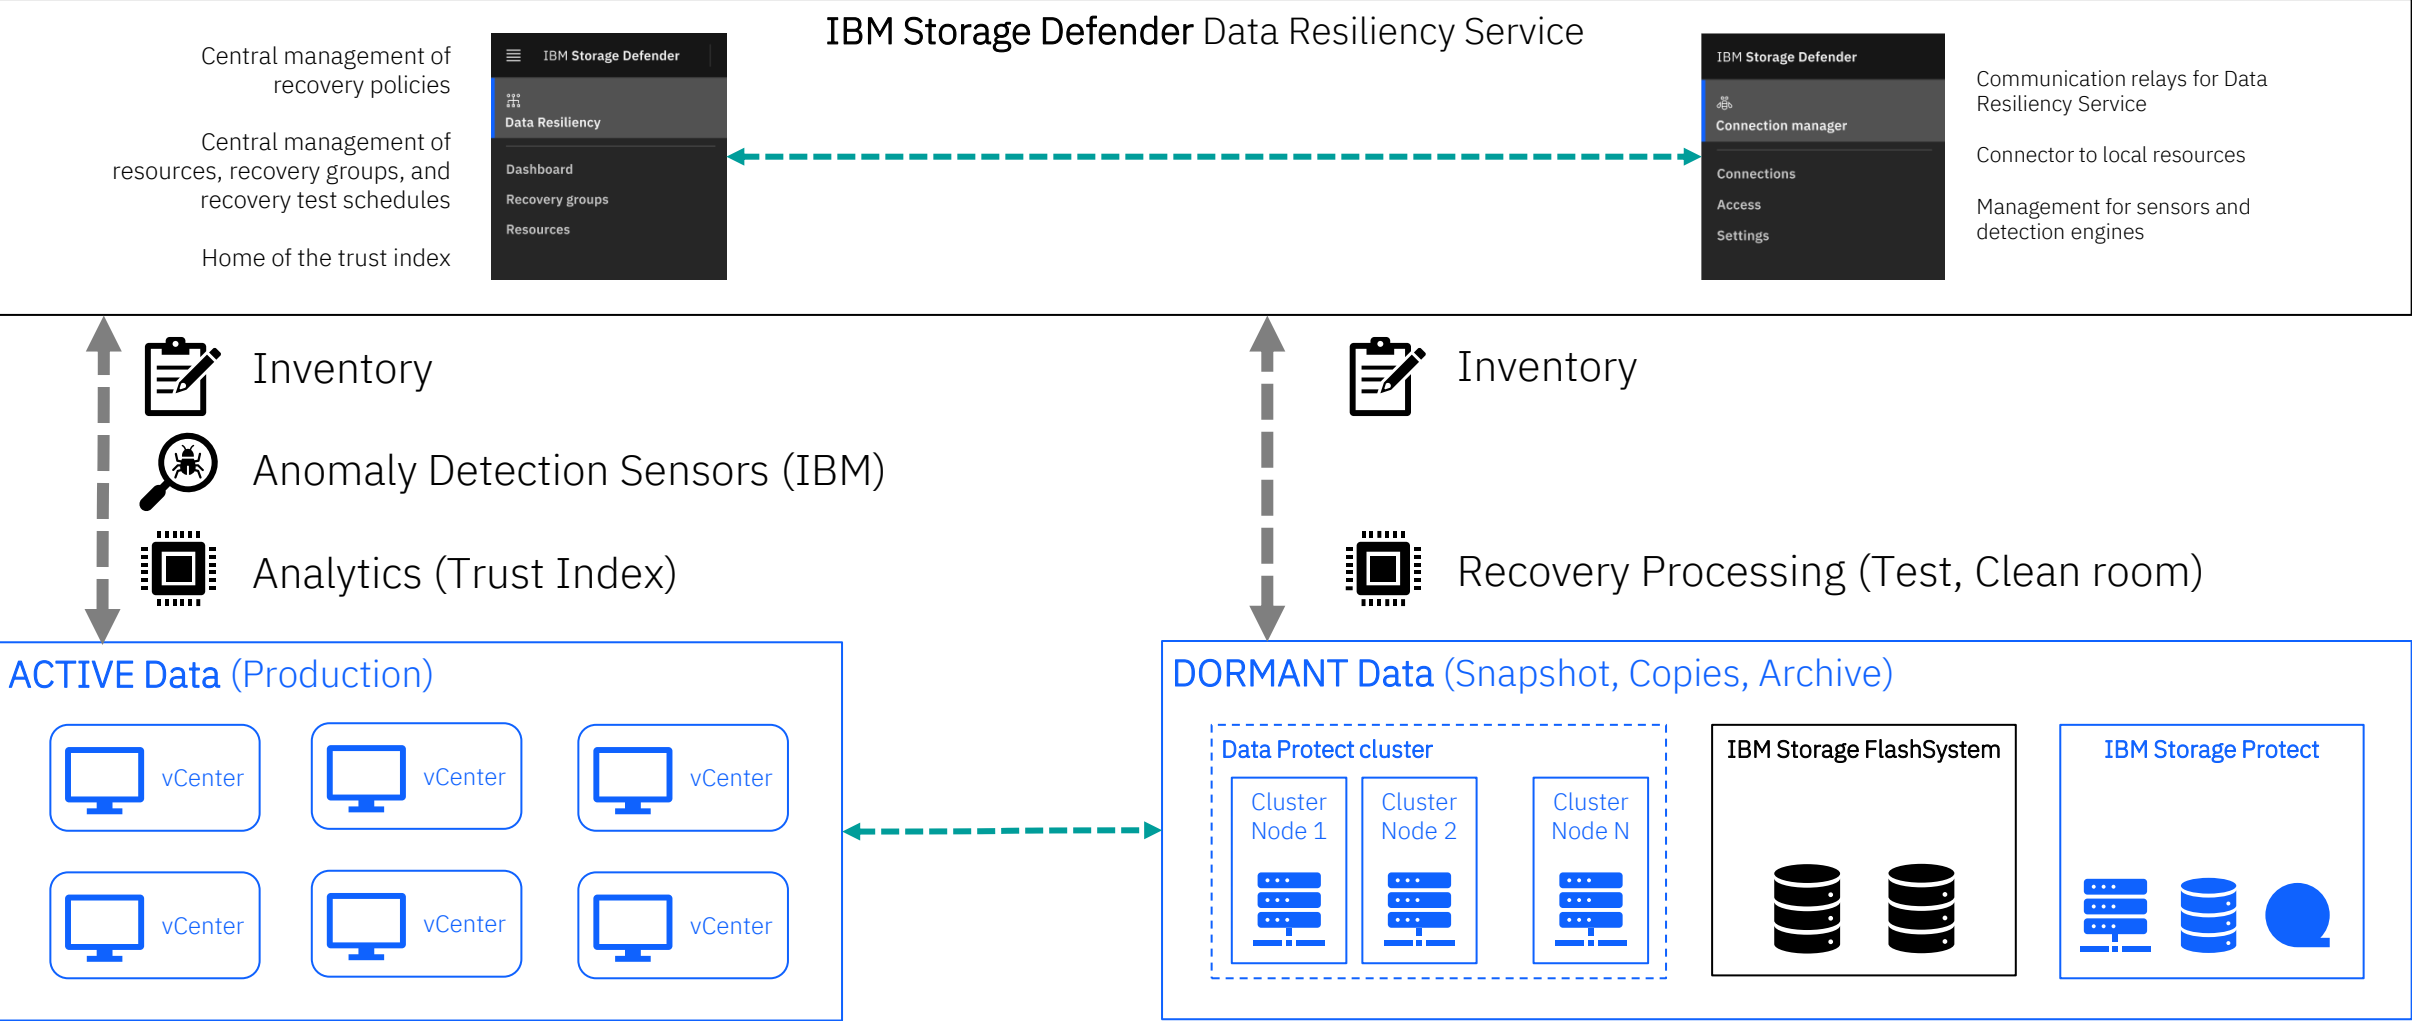 IBM Storage Defender Data Resiliency Service
Central management of
recovery policies
Central management of
resources, recovery groups, and
recovery test schedules
Home of the trust index
IBM Storage Defender
Data Resiliency
Dashboard
Recovery groups
Resources
IBM Storage Defender
Connection manager
Connections
Access
Settings
Communication relays for Data
Resiliency Service
Connector to local resources
Management for sensors and
detection engines
Inventory
Anomaly Detection Sensors (IBM)
Analytics (Trust Index)
Inventory
Recovery Processing (Test, Clean room)
ACTIVE Data (Production)
vCenter
vCenter
vCenter
vCenter
vCenter
vCenter
DORMANT Data (Snapshot, Copies, Archive)
Data Protect cluster
Cluster
Node 1
Cluster
Node 2
Cluster
Node N
IBM Storage FlashSystem
IBM Storage Protect